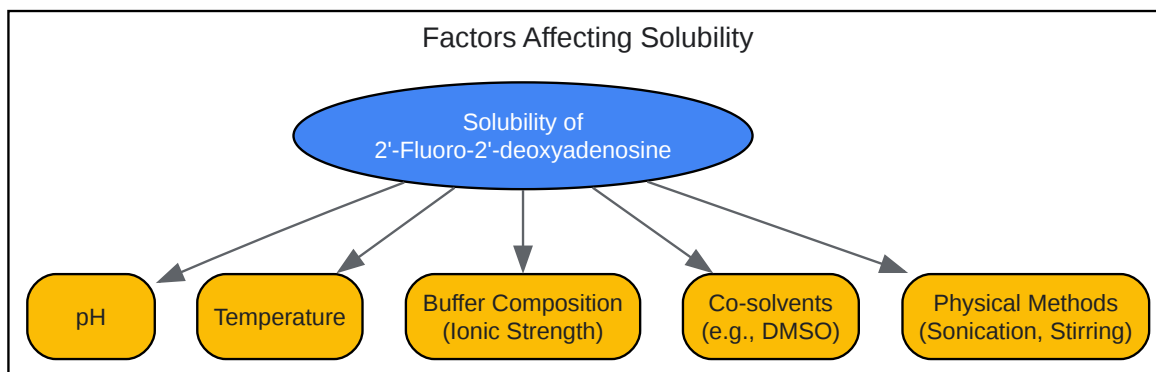 Factors Affecting Solubility
Solubility of
2'-Fluoro-2'-deoxyadenosine
pH
Temperature
Buffer Composition
(Ionic Strength)
Co-solvents
(e.g., DMSO)
Physical Methods
(Sonication, Stirring)